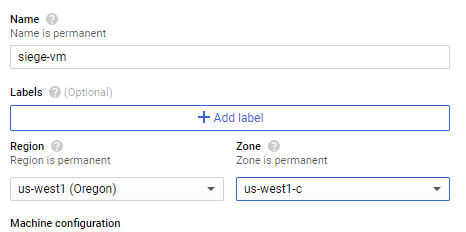 Name ?
Name is permanent
siege-vm
Labels ? (Optional)
+ Add label
Region ? Zone ?
Region is permanent Zone is permanent
us-west1 (Oregon) us-west1-c
Machine configuration